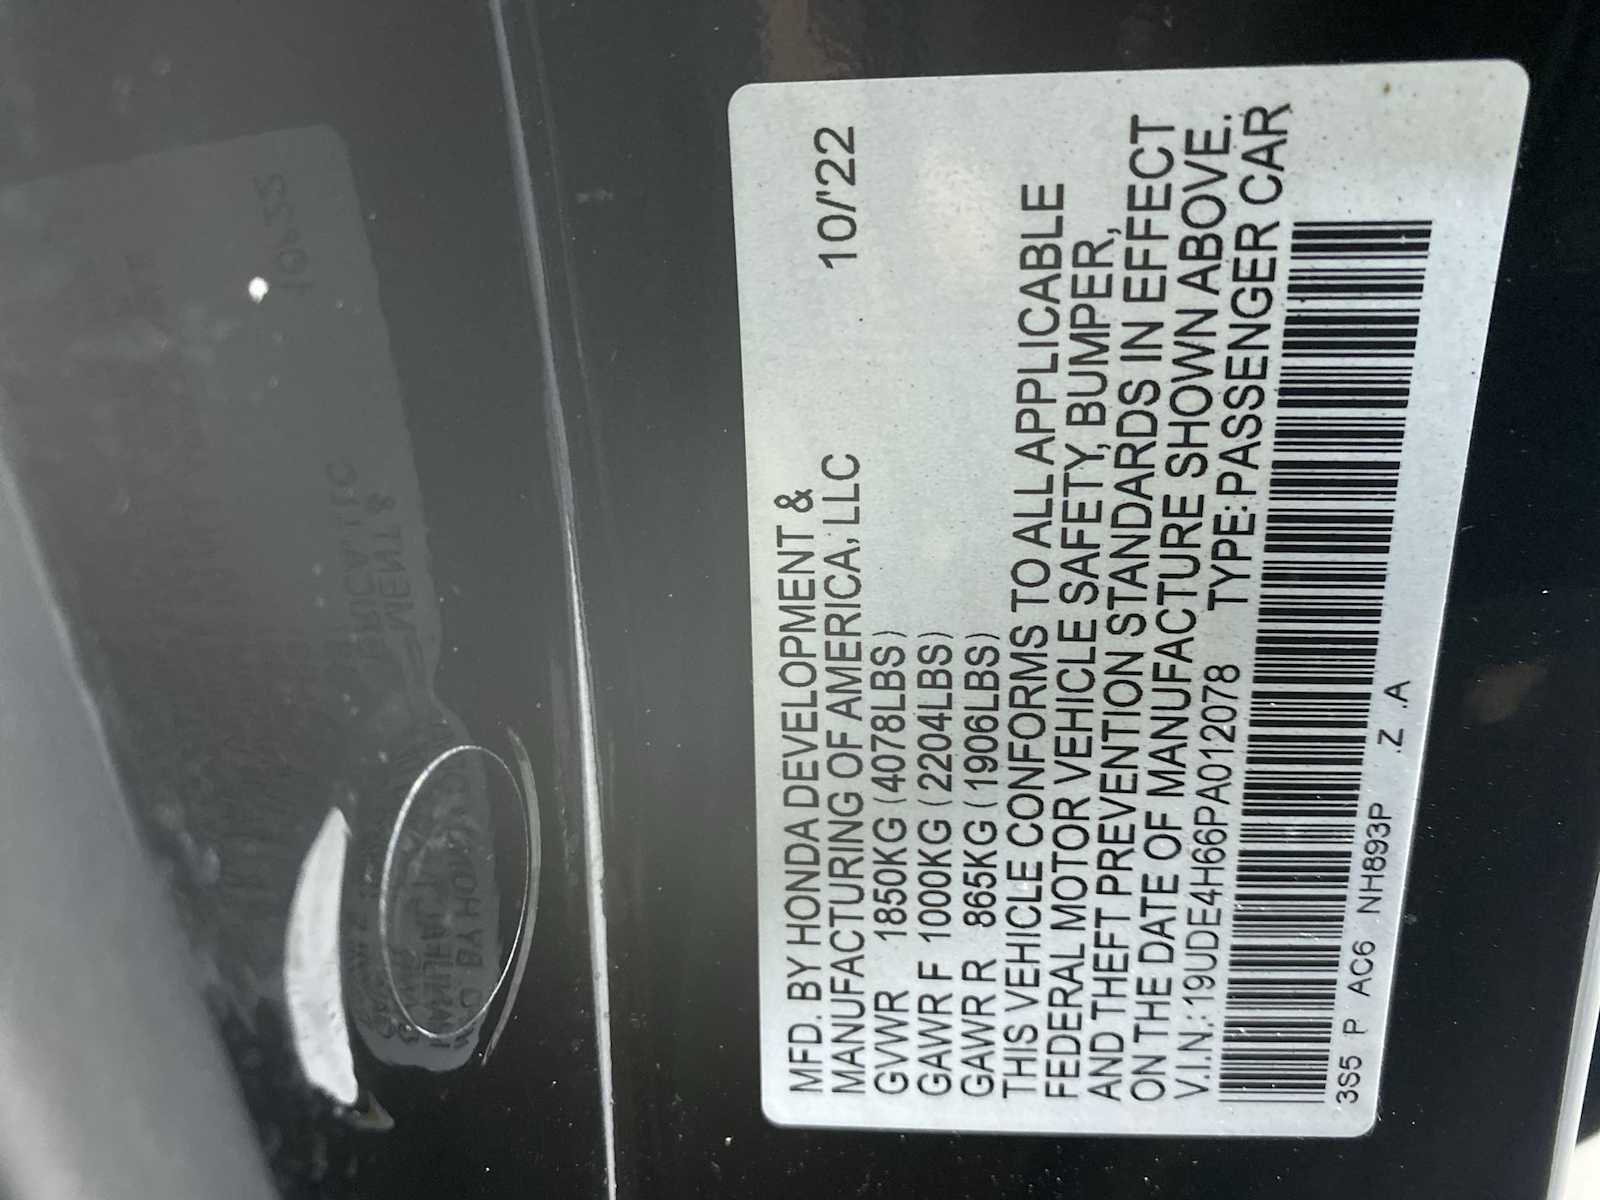 MFD. BY HONDA DEVELOPMENT &
MANUFACTURING OF AMERICA, LLC 10/'22
GVWR 1850KG (4078LBS)
GAWR F 1000KG (2204LBS)
GAWR R 865KG (1906LBS)
THIS VEHICLE CONFORMS TO ALL APPLICABLE
FEDERAL MOTOR VEHICLE SAFETY, BUMPER,
AND THEFT PREVENTION STANDARDS IN EFFECT
ON THE DATE OF MANUFACTURE SHOWN ABOVE.
V.I.N.: 19UDE4H66PA012078 TYPE: PASSENGER CAR
3S5 P AC6 NH893P .Z .A